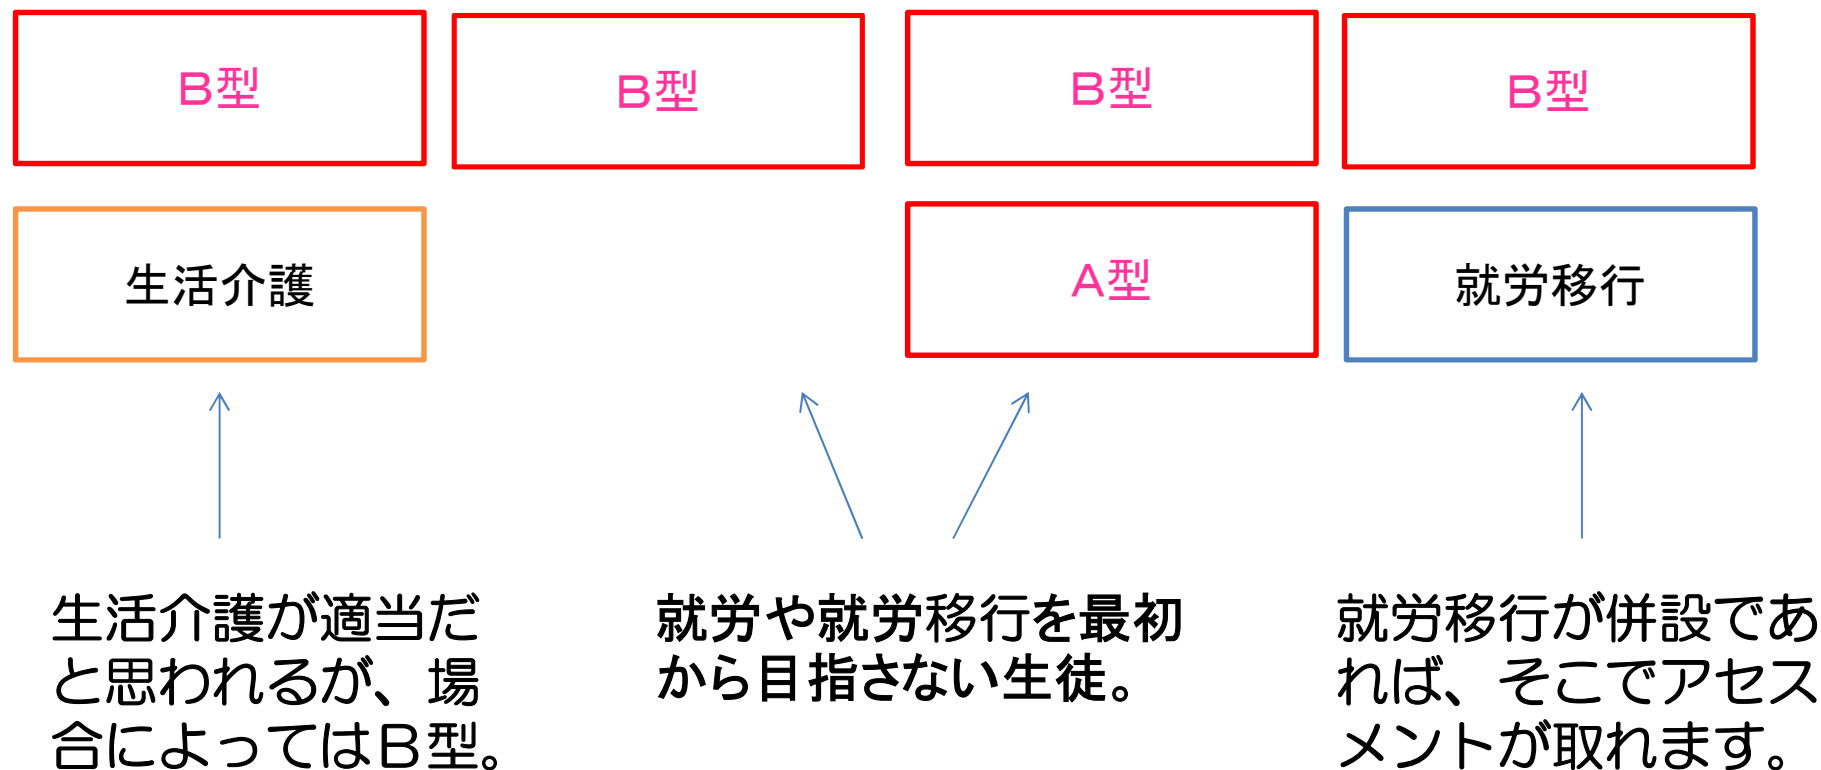 B型
B型
B型
B型
生活介護
A型
就労移行
生活介護が適当だ
と思われるが、場
合によってはB型。
就労や就労移行を最初
から目指さない生徒。
就労移行が併設であ
れば、そこでアセス
メントが取れます。